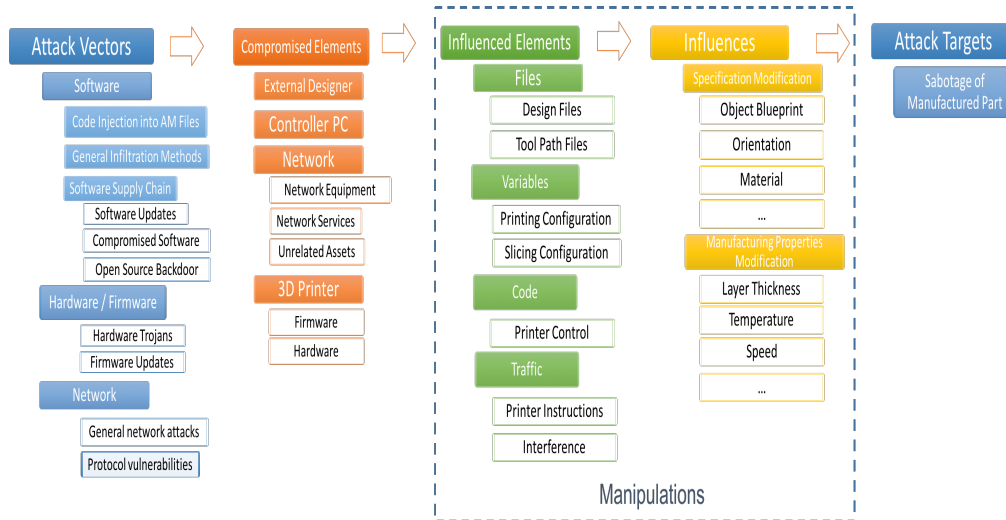 Attack Vectors
Software
Code Injection into AM Files
General Infiltration Methods
Software Supply Chain
Software Updates
Compromised Software
Open Source Backdoor
Hardware / Firmware
Hardware Trojans
Firmware Updates
Network
General network attacks
Protocol vulnerabilities
Compromised Elements
External Designer
Controller PC
Network
Network Equipment
Network Services
Unrelated Assets
3D Printer
Firmware
Hardware
Influenced Elements
Files
Design Files
Tool Path Files
Variables
Printing Configuration
Slicing Configuration
Code
Printer Control
Traffic
Printer Instructions
Interference
Influences
Specification Modification
Object Blueprint
Orientation
Material
...
Manufacturing Properties
Modification
Layer Thickness
Temperature
Speed
...
Manipulations
Attack Targets
Sabotage of
Manufactured Part